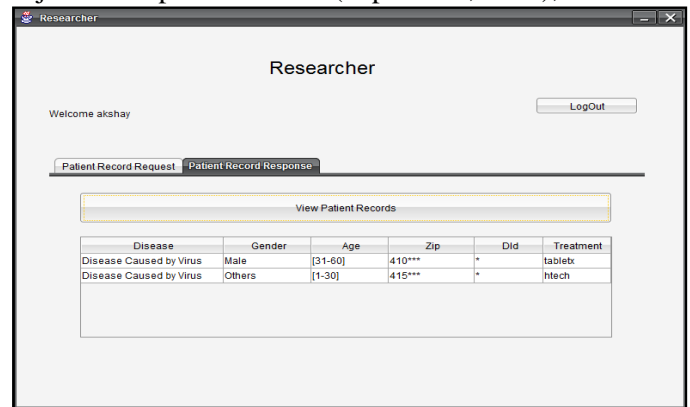 Researcher
Researcher
Welcome akshay
LogOut
Patient Record Request Patient Record Response
View Patient Records
Disease Gender Age Zip DId Treatment
Disease Caused by Virus Male [31-60] 410*** * tabletx
Disease Caused by Virus Others [1-30] 415*** * htech